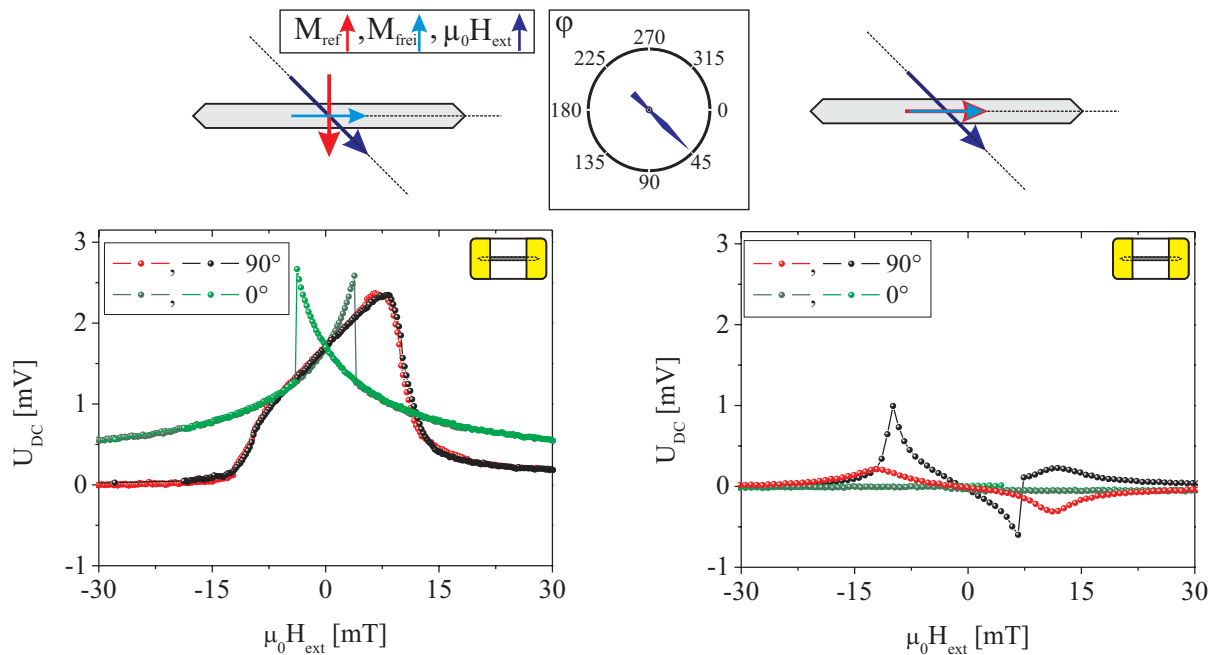 M_ref, M_frei, μ₀H_ext
φ
270
225 315
180 0
135 45
90
90°
0°
3
2
1
0
-1
U_DC [mV]
-30 -15 0 15 30
μ₀H_ext [mT]
90°
0°
3
2
1
0
-1
U_DC [mV]
-30 -15 0 15 30
μ₀H_ext [mT]